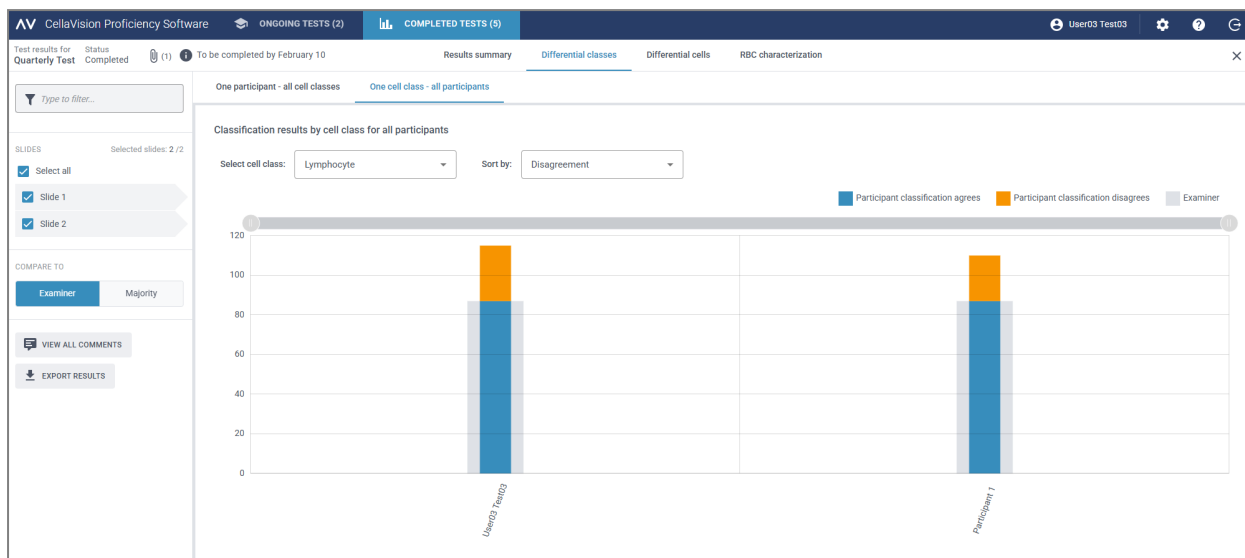 CellaVision Proficiency Software
ONGOING TESTS (2)
COMPLETED TESTS (5)
User03 Test03
Test results for
Quarterly Test
Status
Completed
(1)
To be completed by February 10
Results summary
Differential classes
Differential cells
RBC characterization
Type to filter...
One participant - all cell classes
One cell class - all participants
SLIDES
Selected slides: 2 /2
Select all
Slide 1
Slide 2
COMPARE TO
Examiner
Majority
VIEW ALL COMMENTS
EXPORT RESULTS
Classification results by cell class for all participants
Select cell class:
Lymphocyte
Sort by:
Disagreement
Participant classification agrees
Participant classification disagrees
Examiner
120
100
80
60
40
20
0
User03 Test03
Participant 1